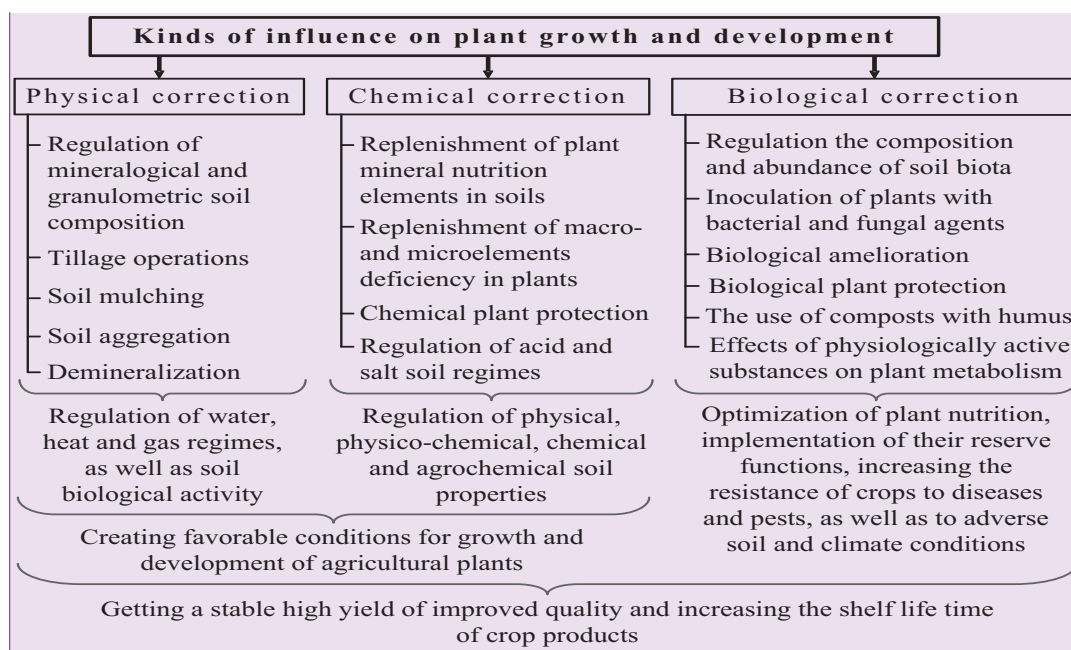 Kinds of influence on plant growth and development
Physical correction
Regulation of
mineralogical and
granulometric soil
composition
Tillage operations
Soil mulching
Soil aggregation
Demineralization
Regulation of water,
heat and gas regimes,
as well as soil
biological activity
Chemical correction
Replenishment of plant
mineral nutrition
elements in soils
Replenishment of macro-
and microelements
deficiency in plants
Chemical plant protection
Regulation of acid and
salt soil regimes
Regulation of physical,
physico-chemical, chemical
and agrochemical soil
properties
Creating favorable conditions for growth and
development of agricultural plants
Biological correction
Regulation the composition
and abundance of soil biota
Inoculation of plants with
bacterial and fungal agents
Biological amelioration
Biological plant protection
The use of composts with humus
Effects of physiologically active
substances on plant metabolism
Optimization of plant nutrition,
implementation of their reserve
functions, increasing the
resistance of crops to diseases
and pests, as well as to adverse
soil and climate conditions
Getting a stable high yield of improved quality and increasing the shelf life time
of crop products